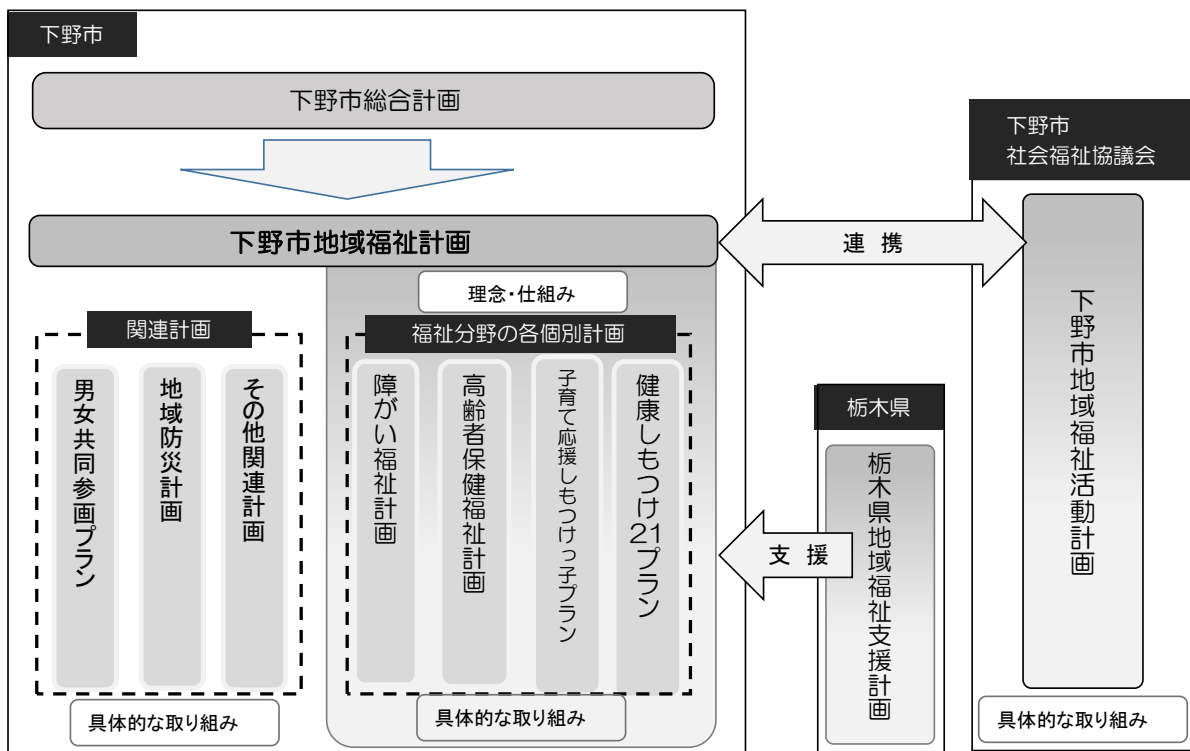 下野市
下野市総合計画
下野市地域福祉計画
理念・仕組み
関連計画
男女共同参画プラン
地域防災計画
その他関連計画
具体的な取り組み
福祉分野の各個別計画
障がい福祉計画
高齢者保健福祉計画
子育て応援しもつけっ子プラン
健康しもつけ21プラン
具体的な取り組み
連 携
支 援
栃木県
栃木県地域福祉支援計画
下野市
社会福祉協議会
下野市地域福祉活動計画
具体的な取り組み